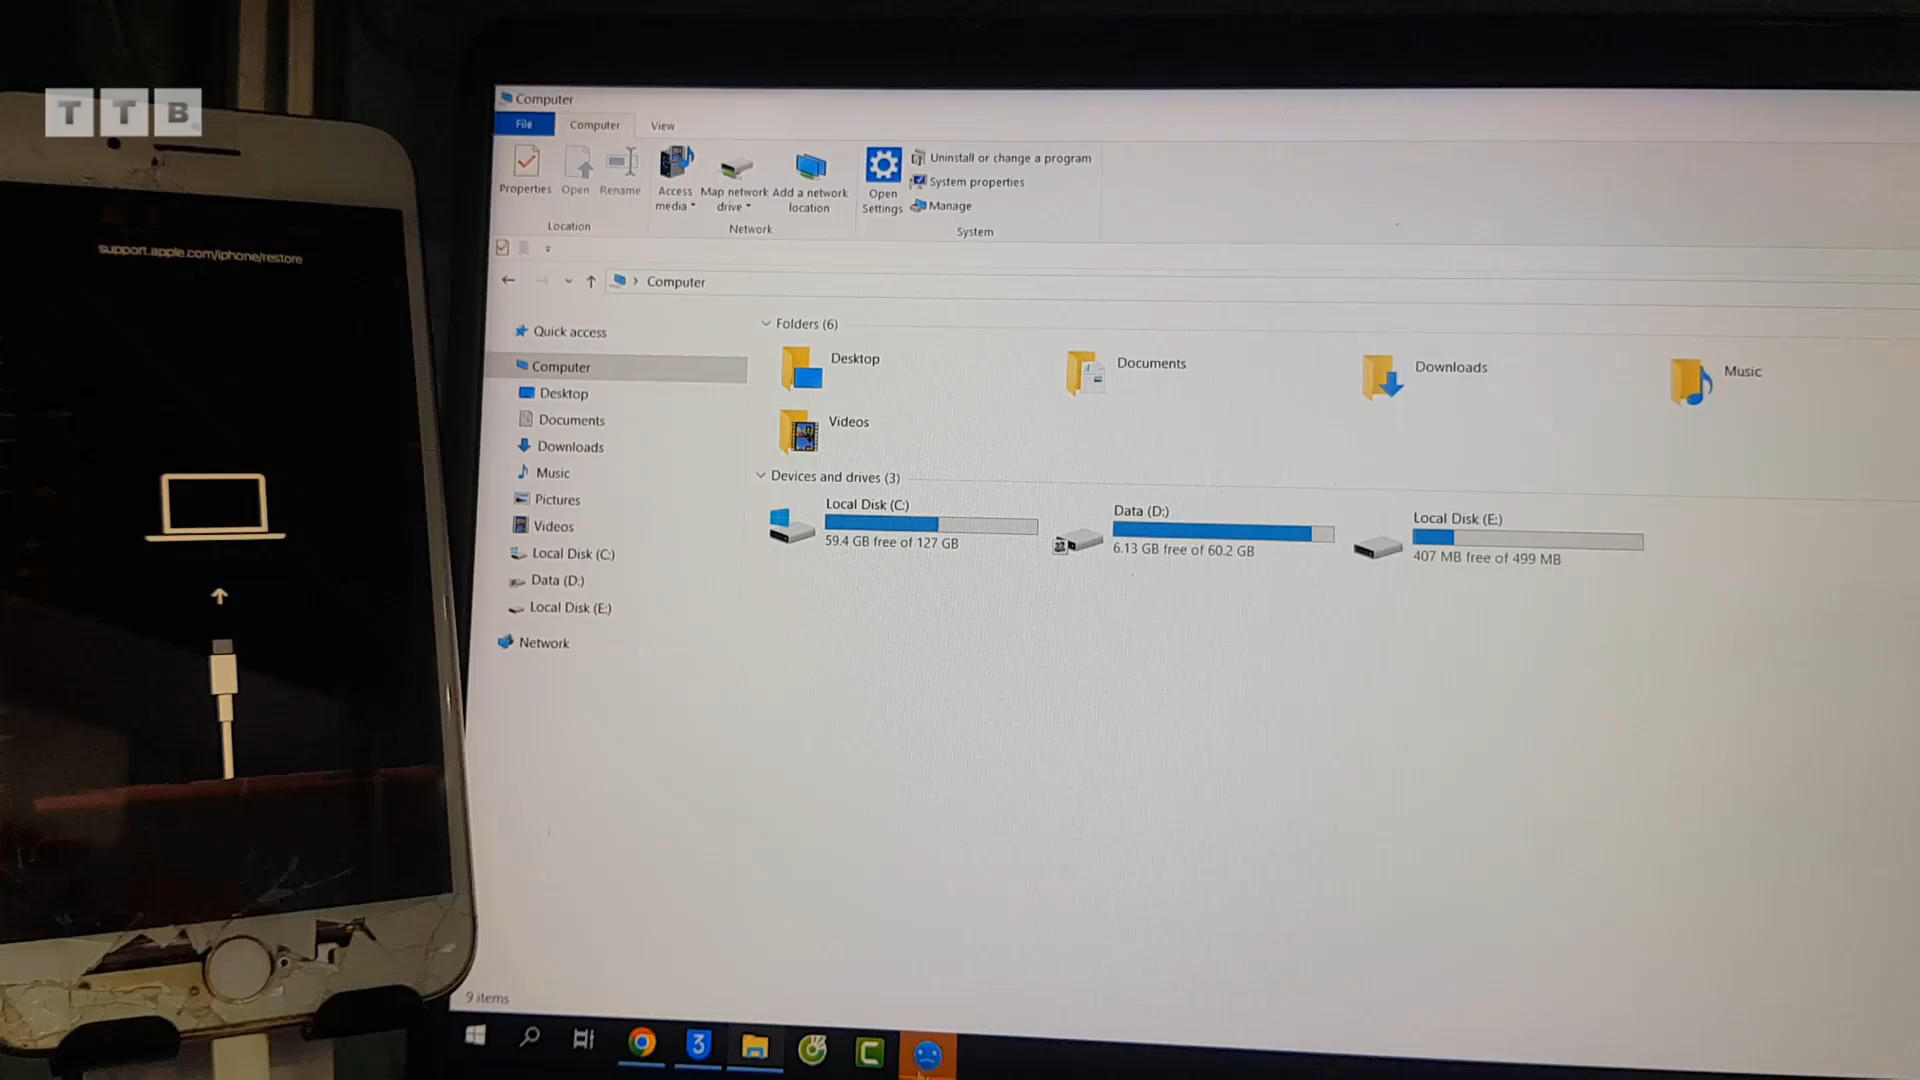 TTB
support.apple.com/iphone/restore
Computer
File Computer View
Properties Open Rename Access media Map network drive Add a network location Open Settings
Uninstall or change a program
System properties
Manage
Location Network System
Computer
Quick access
Computer
Desktop
Documents
Downloads
Music
Pictures
Videos
Local Disk (C:)
Data (D:)
Local Disk (E:)
Network
Folders (6)
Desktop Documents Downloads Music
Videos
Devices and drives (3)
Local Disk (C:)
59.4 GB free of 127 GB
Data (D:)
6.13 GB free of 60.2 GB
Local Disk (E:)
407 MB free of 499 MB
9 items
3
C